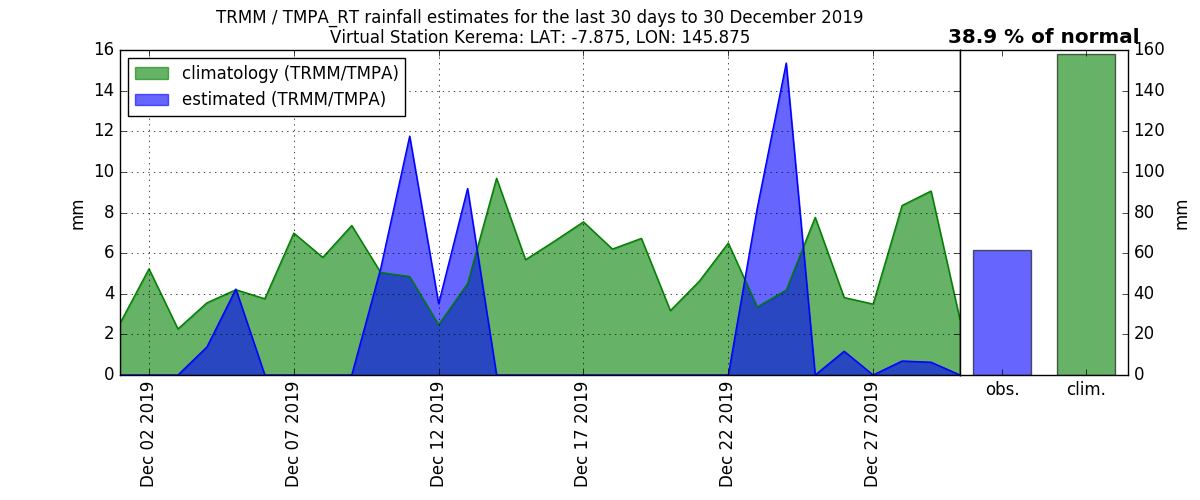 TRMM / TMPA_RT rainfall estimates for the last 30 days to 30 December 2019
Virtual Station Kerema: LAT: -7.875, LON: 145.875
38.9 % of normal
climatology (TRMM/TMPA)
estimated (TRMM/TMPA)
16
14
12
10
8
6
4
2
0
mm
Dec 02 2019
Dec 07 2019
Dec 12 2019
Dec 17 2019
Dec 22 2019
Dec 27 2019
160
140
120
100
80
60
40
20
0
mm
obs.
clim.